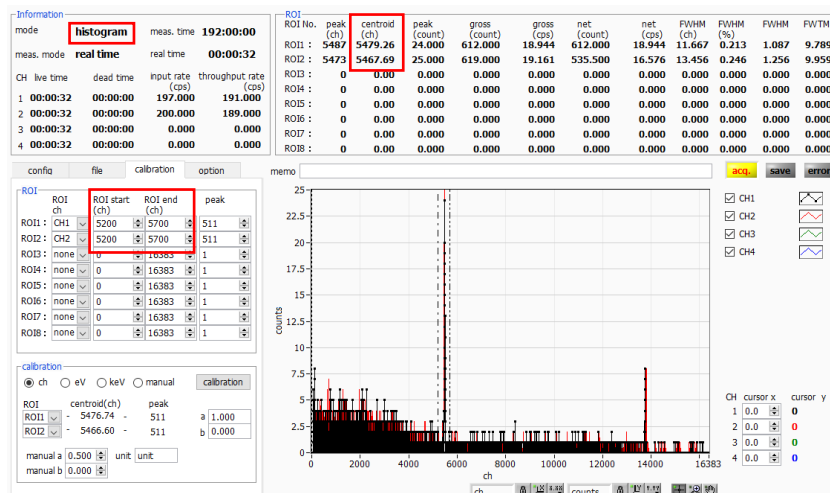 Information
mode histogram meas. time 192:00:00
meas. mode real time real time 00:00:32
CH live time dead time input rate (cps) throughput rate (cps)
1 00:00:32 00:00:00 197.000 191.000
2 00:00:32 00:00:00 200.000 189.000
3 00:00:32 00:00:00 0.000 0.000
4 00:00:32 00:00:00 0.000 0.000
ROI
ROI No. peak (ch) centroid (ch) peak (count) gross (count) gross (cps) net (count) net (cps) FWHM (ch) FWHM (%) FWHM FWTM
ROI1 : 5487 5479.26 24.000 612.000 18.944 612.000 18.944 11.667 0.213 1.087 9.789
ROI2 : 5473 5467.69 25.000 619.000 19.161 535.500 16.576 13.456 0.246 1.256 9.959
ROI3 : 0 0.00 0.000 0.000 0.000 0.000 0.000 0.000 0.000 0.000 0.000
ROI4 : 0 0.00 0.000 0.000 0.000 0.000 0.000 0.000 0.000 0.000 0.000
ROI5 : 0 0.00 0.000 0.000 0.000 0.000 0.000 0.000 0.000 0.000 0.000
ROI6 : 0 0.00 0.000 0.000 0.000 0.000 0.000 0.000 0.000 0.000 0.000
ROI7 : 0 0.00 0.000 0.000 0.000 0.000 0.000 0.000 0.000 0.000 0.000
ROI8 : 0 0.00 0.000 0.000 0.000 0.000 0.000 0.000 0.000 0.000 0.000
config file calibration option
memo
acq. save error
ROI
ROI ch ROI start (ch) ROI end (ch) peak
ROI1 : CH1 5200 5700 511
ROI2 : CH2 5200 5700 511
ROI3 : none 0 16383 1
ROI4 : none 0 16383 1
ROI5 : none 0 16383 1
ROI6 : none 0 16383 1
ROI7 : none 0 16383 1
ROI8 : none 0 16383 1
calibration
ch eV keV manual calibration
ROI centroid(ch) peak
ROI1 - 5476.74 - 511 a 1.000
ROI2 - 5466.60 - 511 b 0.000
manual a 0.500 unit unit
manual b 0.000
counts
25
22.5
20
17.5
15
12.5
10
7.5
5
2.5
0
0 2000 4000 6000 8000 10000 12000 14000 16383
ch
ch counts
CH1
CH2
CH3
CH4
CH cursor x cursor y
1 0.0 0
2 0.0 0
3 0.0 0
4 0.0 0